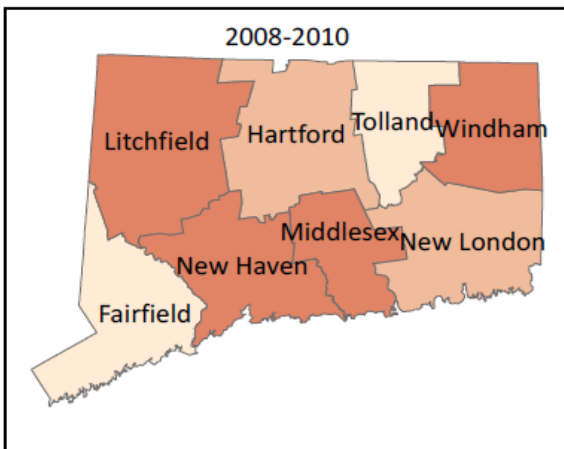 2008-2010
Litchfield
Hartford
Tolland
Windham
Middlesex
New London
New Haven
Fairfield